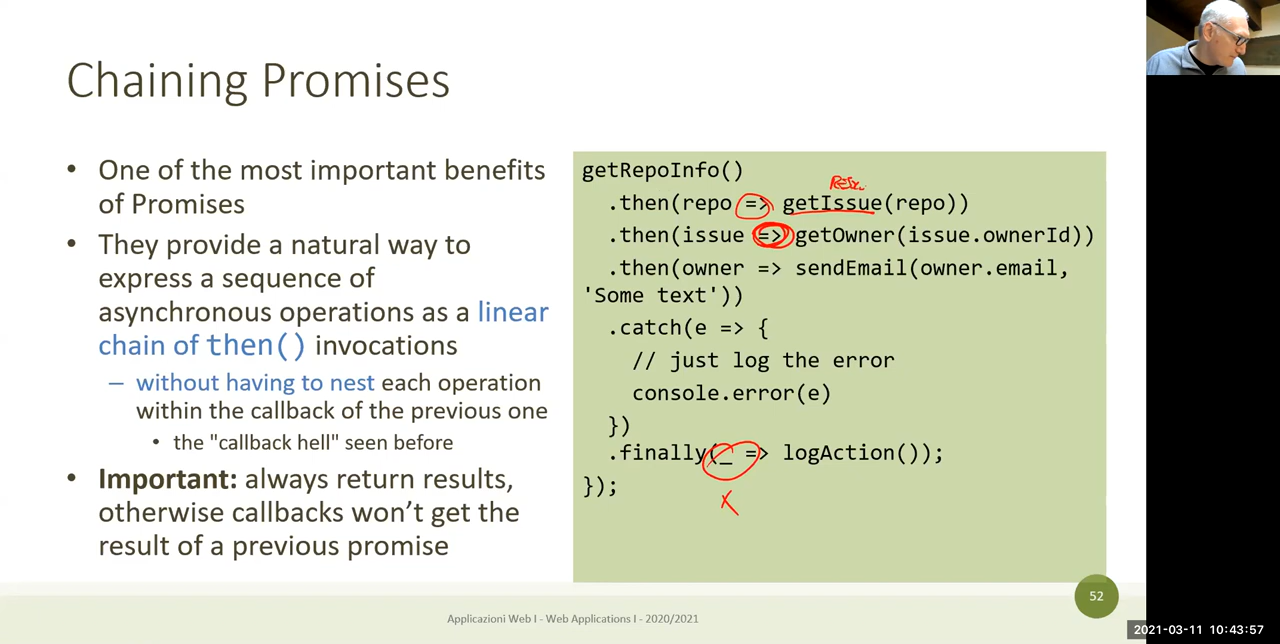 Chaining Promises
• One of the most important benefits
of Promises
• They provide a natural way to
express a sequence of
asynchronous operations as a linear
chain of then() invocations
– without having to nest each operation
within the callback of the previous one
• the "callback hell" seen before
• Important: always return results,
otherwise callbacks won’t get the
result of a previous promise
getRepoInfo()
.then(repo => getIssue(repo))
.then(issue => getOwner(issue.ownerId))
.then(owner => sendEmail(owner.email,
'Some text'))
.catch(e => {
// just log the error
console.error(e)
})
.finally(_ => logAction());
});
X
Applicazioni Web I - Web Applications I - 2020/2021
52
2021-03-11 10:43:57